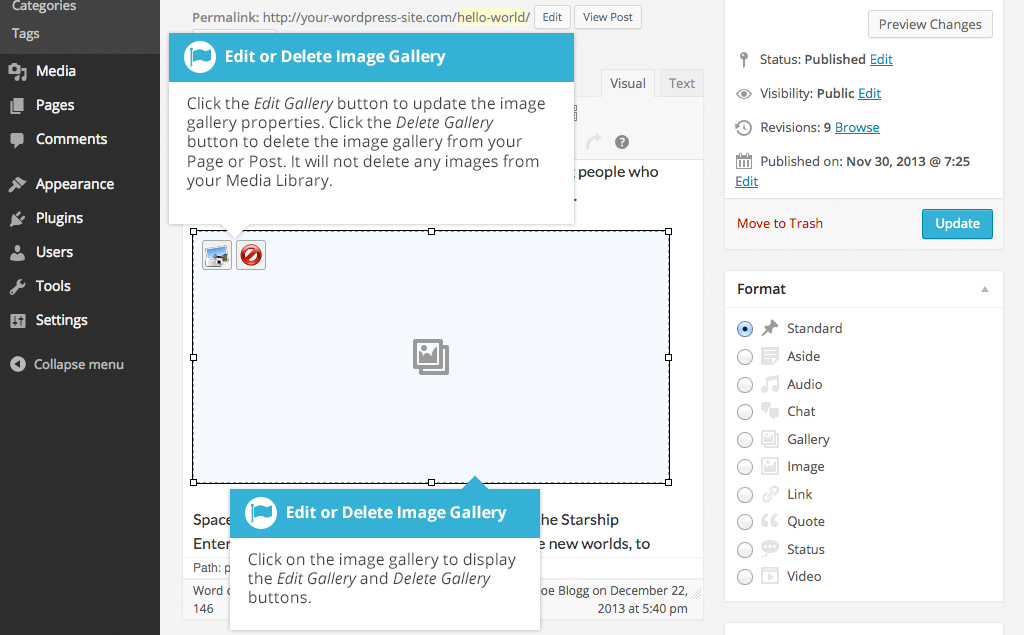 Categories
Tags
Media
Pages
Comments
Appearance
Plugins
Users
Tools
Settings
Collapse menu
Permalink: http://your-wordpress-site.com/hello-world/ Edit View Post
Edit or Delete Image Gallery
Click the Edit Gallery button to update the image
gallery properties. Click the Delete Gallery
button to delete the image gallery from your
Page or Post. It will not delete any images from
your Media Library.
Visual Text
people who
Edit or Delete Image Gallery
Click on the image gallery to display
the Edit Gallery and Delete Gallery
buttons.
Space
he Starship
Enter
e new worlds, to
Path: p
Word
146
oe Blogg on December 22,
2013 at 5:40 pm
Preview Changes
Status: Published Edit
Visibility: Public Edit
Revisions: 9 Browse
Published on: Nov 30, 2013 @ 7:25
Edit
Move to Trash Update
Format
Standard
Aside
Audio
Chat
Gallery
Image
Link
Quote
Status
Video